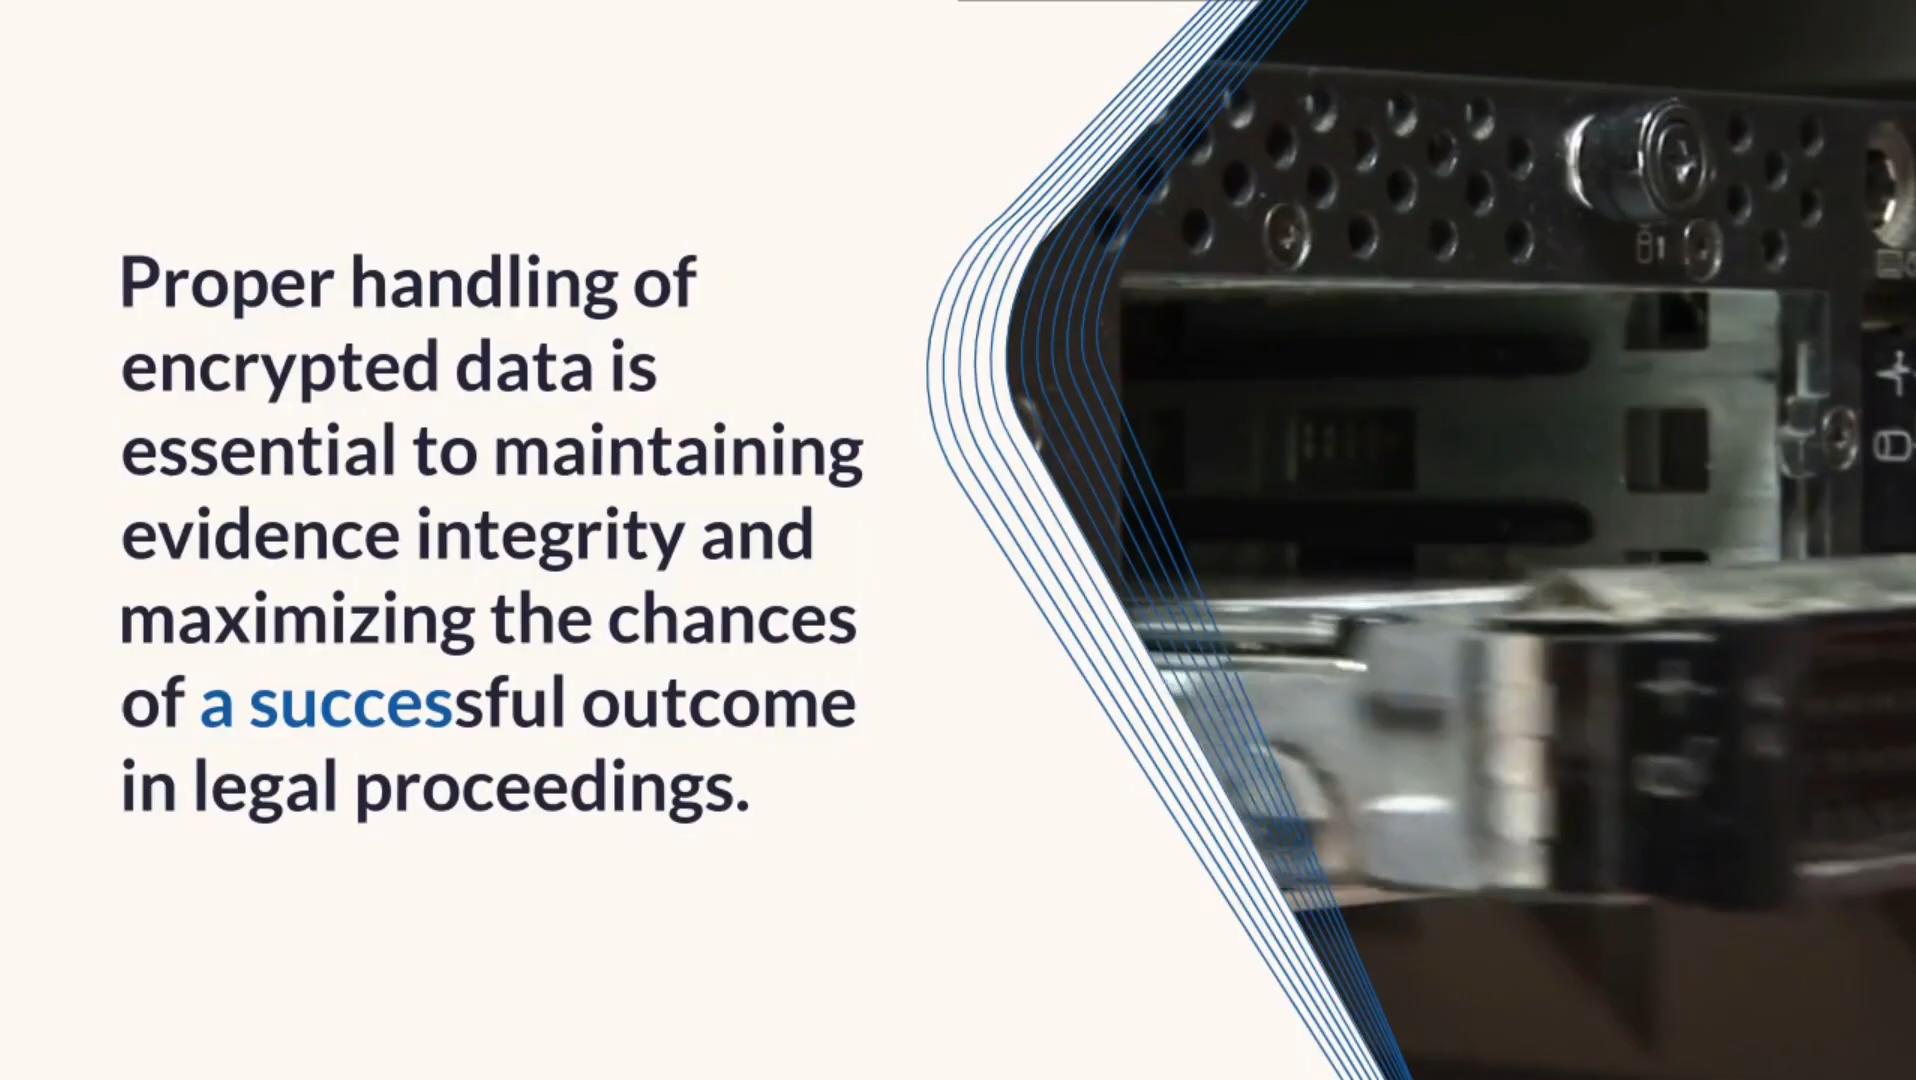 Proper handling of
encrypted data is
essential to maintaining
evidence integrity and
maximizing the chances
of a successful outcome
in legal proceedings.
1